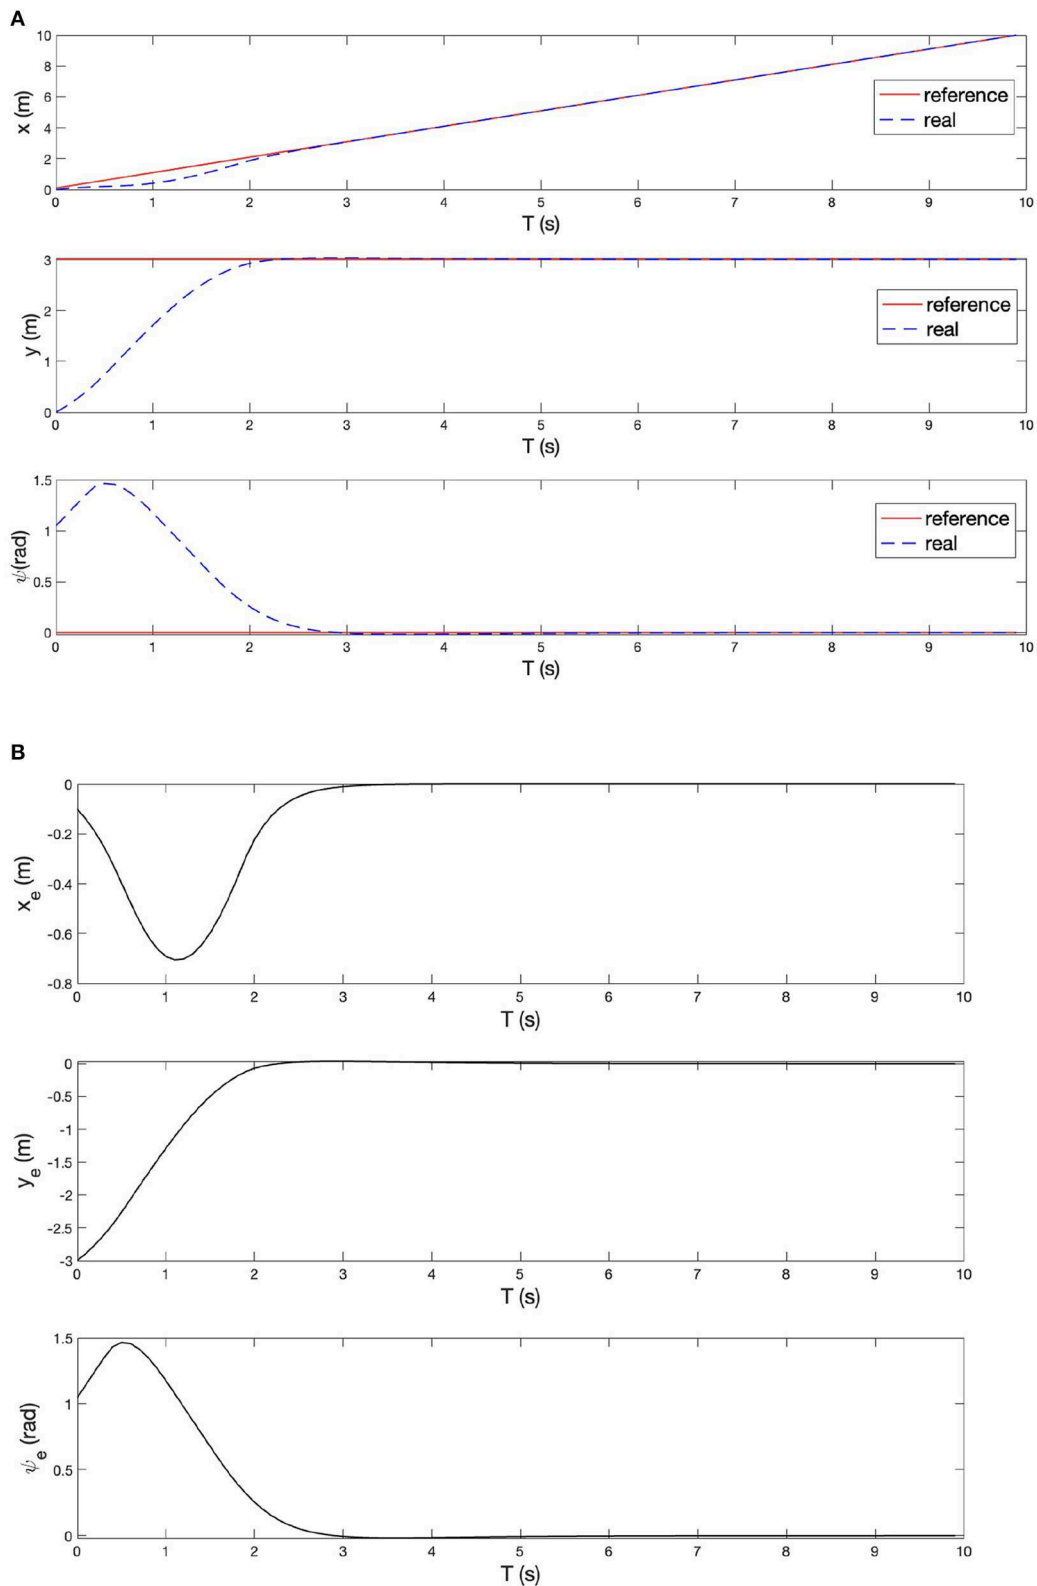 A
x (m)
10
8
6
4
2
0
reference
real
0 1 2 3 4 5 6 7 8 9 10
T (s)
y (m)
3
2
1
0
reference
real
0 1 2 3 4 5 6 7 8 9 10
T (s)
ψ(rad)
1.5
1
0.5
0
reference
real
0 1 2 3 4 5 6 7 8 9 10
T (s)
B
x_e (m)
0
-0.2
-0.4
-0.6
-0.8
0 1 2 3 4 5 6 7 8 9 10
T (s)
y_e (m)
0
-0.5
-1
-1.5
-2
-2.5
-3
0 1 2 3 4 5 6 7 8 9 10
T (s)
ψ_e (rad)
1.5
1
0.5
0
0 1 2 3 4 5 6 7 8 9 10
T (s)